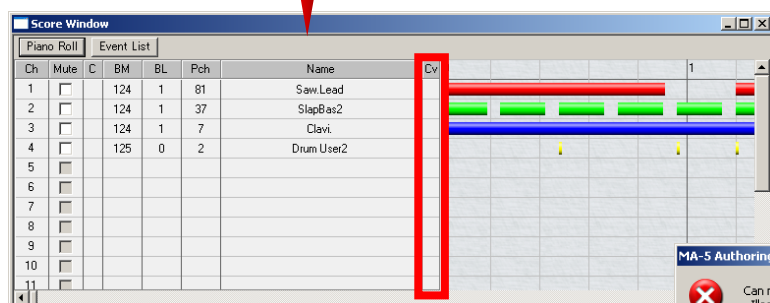 Score Window
Piano Roll Event List
Ch Mute C BM BL Pch Name Cv 1
1 124 1 81 Saw.Lead
2 124 1 37 SlapBas2
3 124 1 7 Clavi.
4 125 0 2 Drum User2
5
6
7
8
9
10
11
MA-5 Authoring
Can